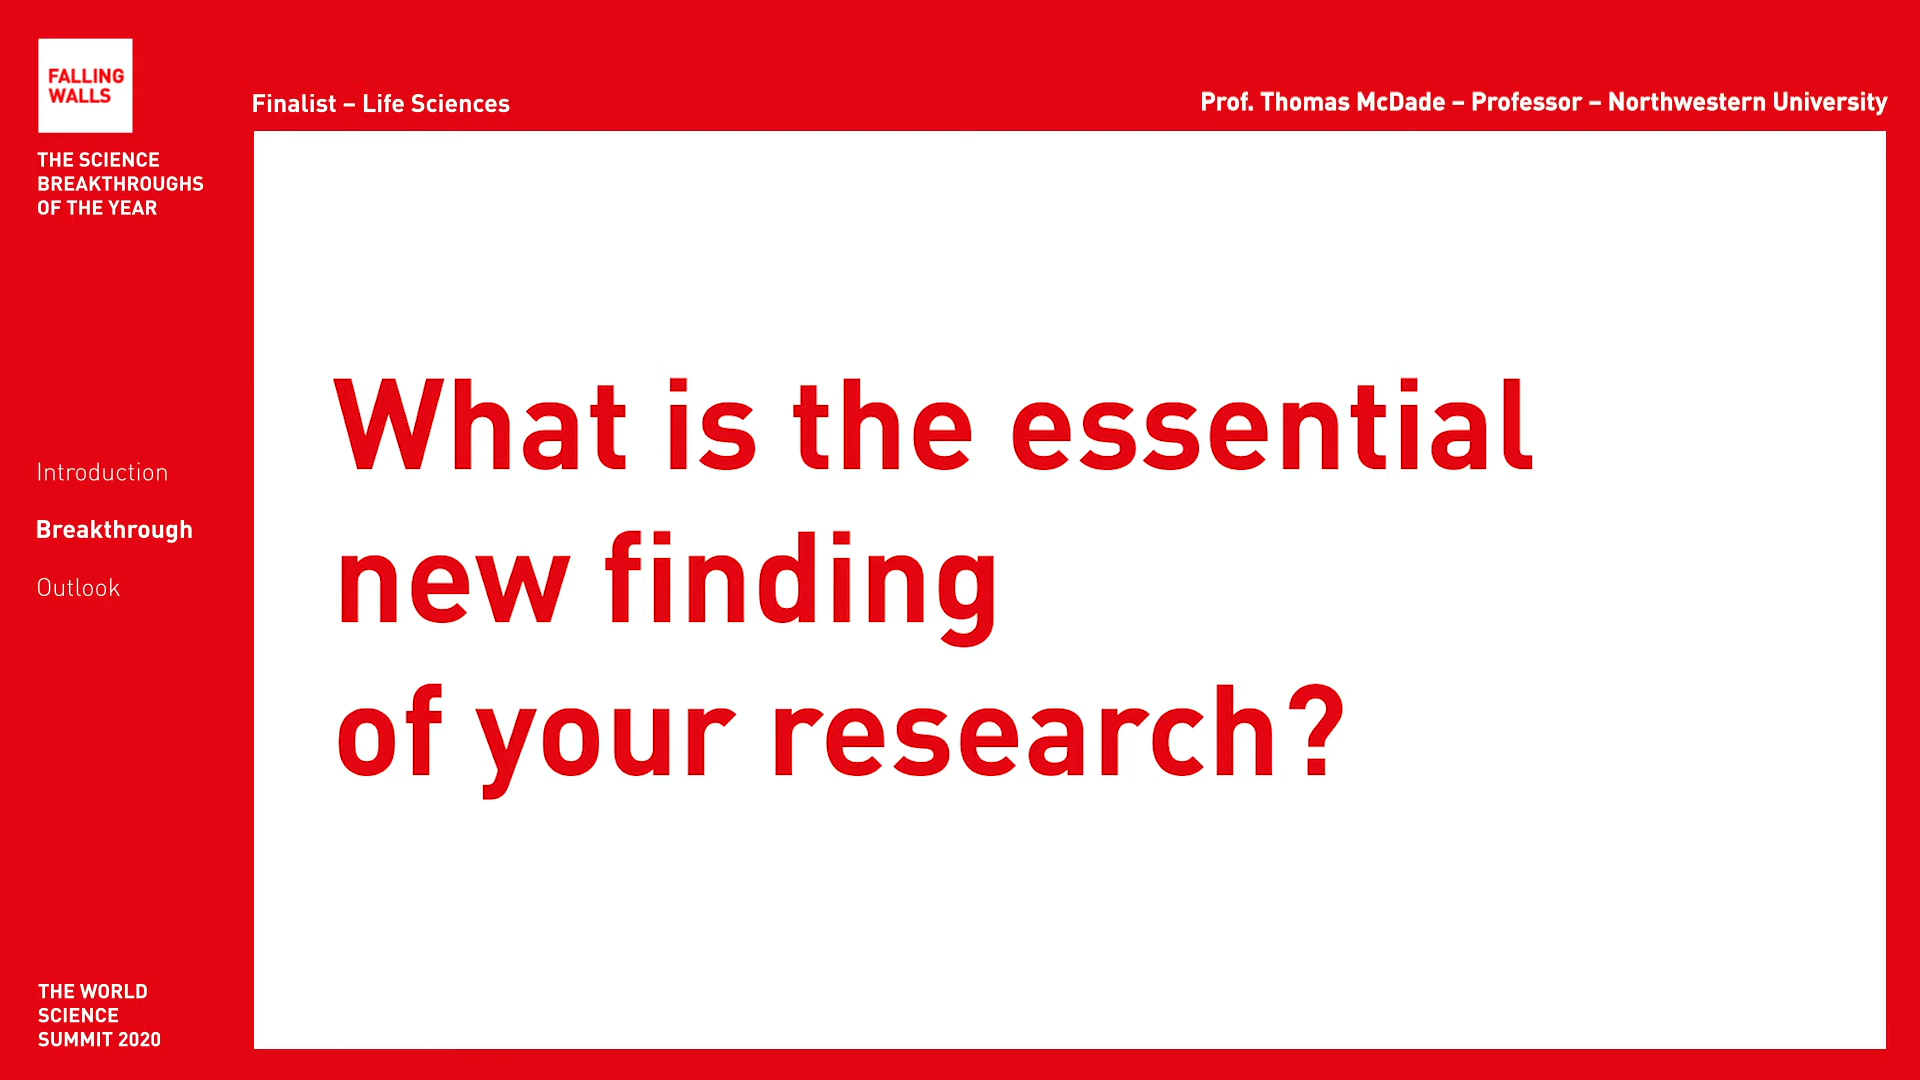 FALLING
WALLS
THE SCIENCE
BREAKTHROUGHS
OF THE YEAR
Finalist – Life Sciences
Prof. Thomas McDade – Professor – Northwestern University
Introduction
Breakthrough
Outlook
What is the essential
new finding
of your research?
THE WORLD
SCIENCE
SUMMIT 2020